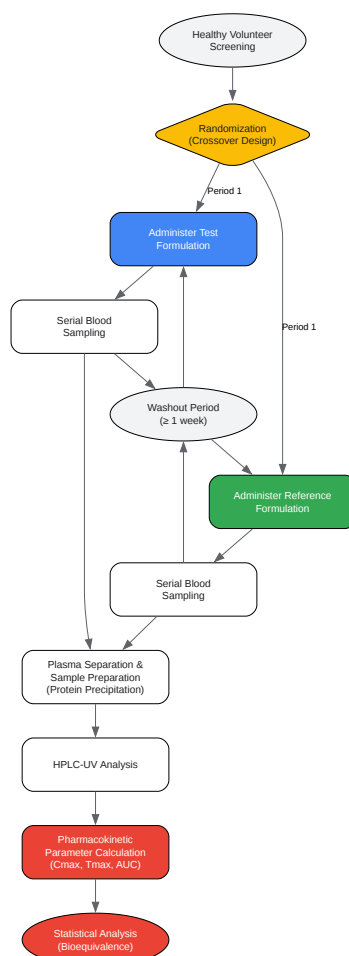 Healthy Volunteer
Screening
Randomization
(Crossover Design)
Period 1
Administer Test
Formulation
Serial Blood
Sampling
Period 1
Washout Period
(≥ 1 week)
Administer Reference
Formulation
Serial Blood
Sampling
Plasma Separation &
Sample Preparation
(Protein Precipitation)
HPLC-UV Analysis
Pharmacokinetic
Parameter Calculation
(Cmax, Tmax, AUC)
Statistical Analysis
(Bioequivalence)